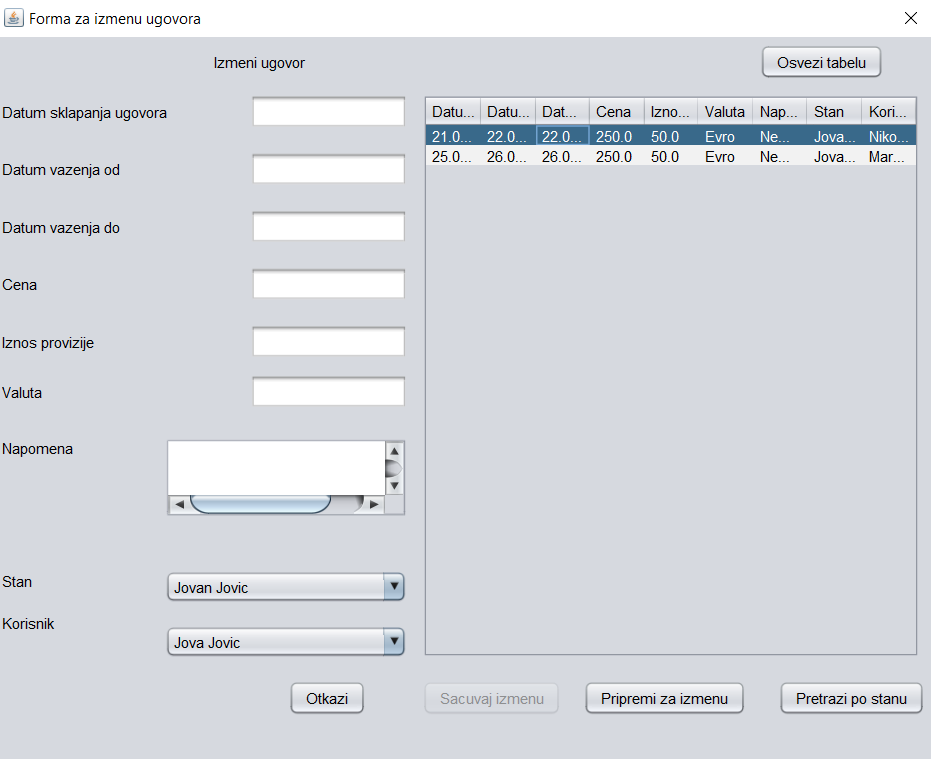 Forma za izmenu ugovora
Izmeni ugovor
Osvezi tabelu
Datum sklapanja ugovora
Datum vazenja od
Datum vazenja do
Cena
Iznos provizije
Valuta
Napomena
Stan
Jovan Jovic
Korisnik
Jova Jovic
Datu... Datu... Dat... Cena Izno... Valuta Nap... Stan Kori...
21.0... 22.0... 22.0... 250.0 50.0 Evro Ne... Jova... Niko...
25.0... 26.0... 26.0... 250.0 50.0 Evro Ne... Jova... Mar...
Otkazi
Sacuvaj izmenu
Pripremi za izmenu
Pretrazi po stanu